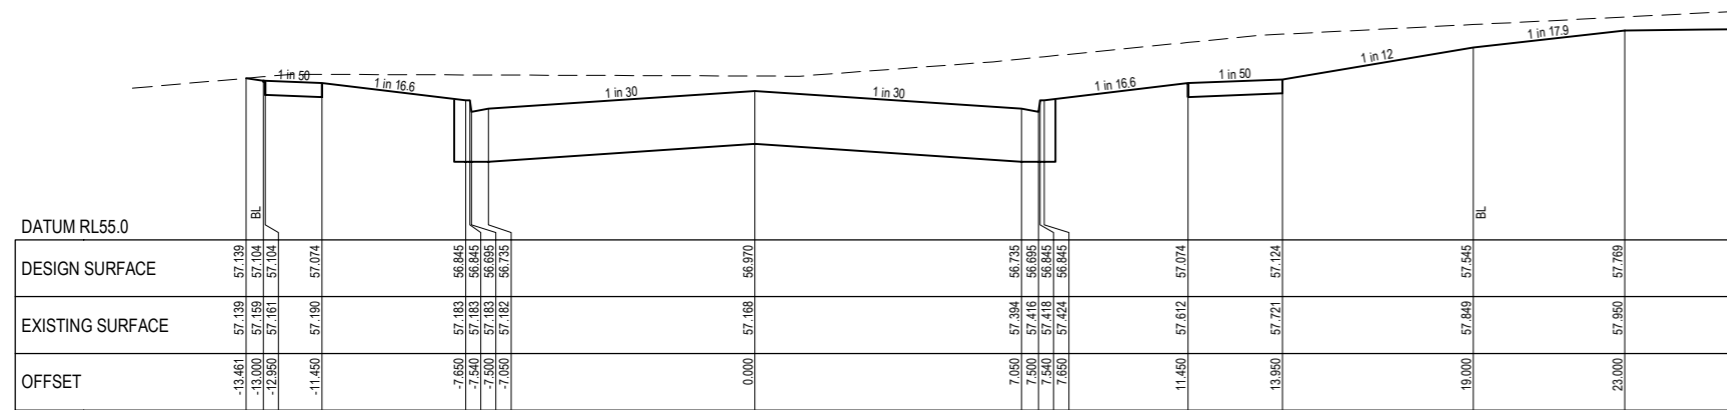 1 in 50
1 in 16.6
1 in 30
1 in 30
1 in 16.6
1 in 50
1 in 12
1 in 17.9
BL
BL
DATUM RL55.0
DESIGN SURFACE 57.139 57.104 57.104 57.074 56.845 56.845 56.695 56.735 56.970 56.735 56.695 56.845 56.845 57.074 57.124 57.545 57.769
EXISTING SURFACE 57.139 57.159 57.161 57.190 57.183 57.183 57.183 57.182 57.168 57.394 57.416 57.418 57.424 57.612 57.721 57.849 57.950
OFFSET -13.461 -13.000 -12.950 -11.450 -7.650 -7.540 -7.500 -7.050 0.000 7.050 7.500 7.540 7.650 11.450 13.950 19.000 23.000